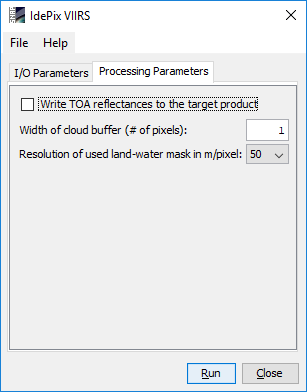 IdePix VIIRS
File Help
I/O Parameters Processing Parameters
Write TOA reflectances to the target product
Width of cloud buffer (# of pixels): 1
Resolution of used land-water mask in m/pixel: 50
Run Close